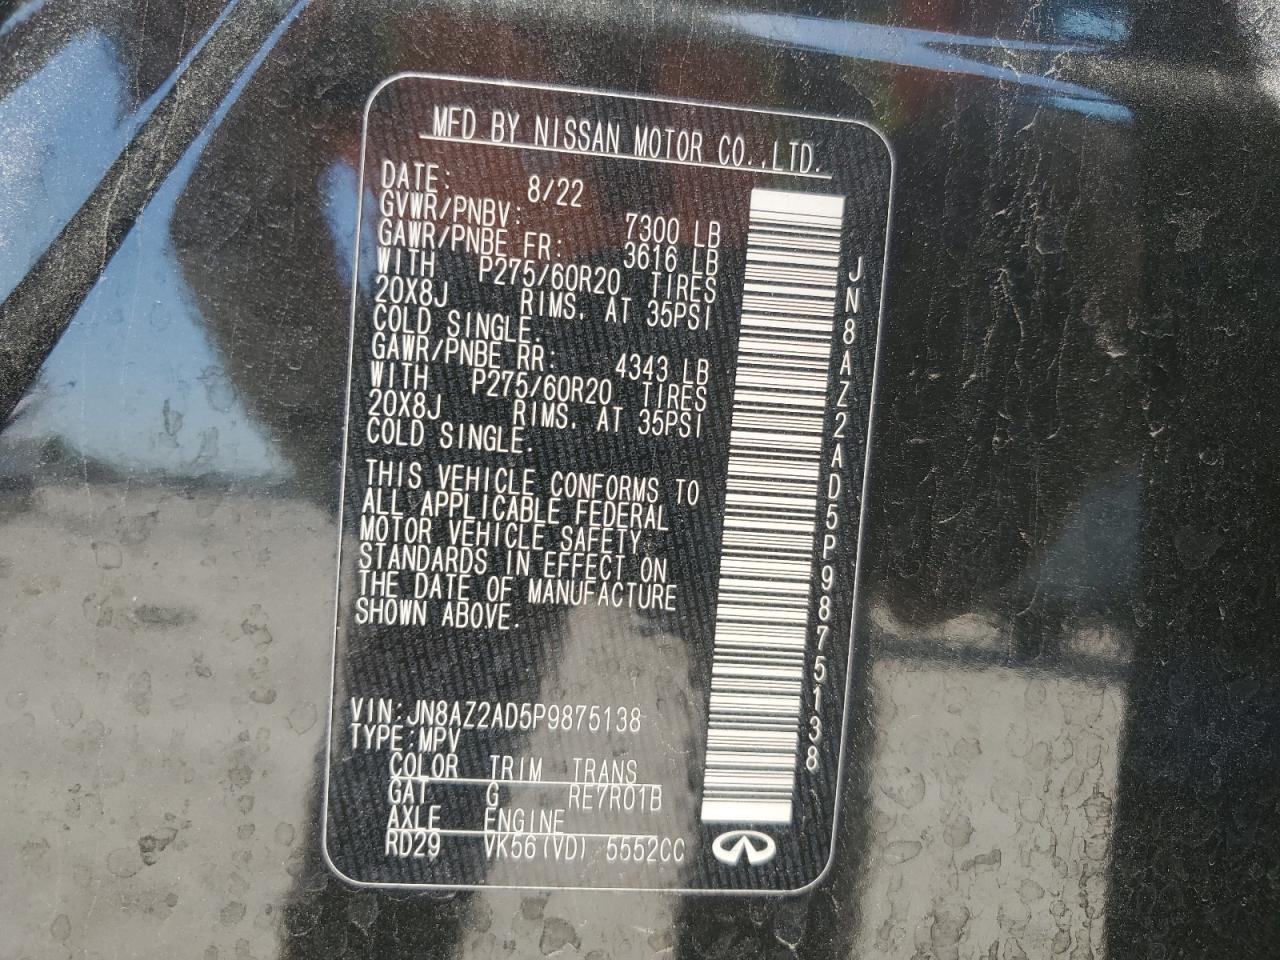 MFD BY NISSAN MOTOR CO.,LTD.
DATE: 8/22
GVWR/PNBV: 7300 LB
GAWR/PNBE FR: 3616 LB
WITH P275/60R20 TIRES
20X8J RIMS. AT 35PSI
COLD SINGLE.
GAWR/PNBE RR: 4343 LB
WITH P275/60R20 TIRES
20X8J RIMS. AT 35PSI
COLD SINGLE.
THIS VEHICLE CONFORMS TO
ALL APPLICABLE FEDERAL
MOTOR VEHICLE SAFETY
STANDARDS IN EFFECT ON
THE DATE OF MANUFACTURE
SHOWN ABOVE.
VIN:JN8AZ2AD5P9875138
TYPE:MPV
COLOR TRIM TRANS
GAT G RE7R01B
AXLE ENGINE
RD29 VK56(VD) 5552CC
JN8AZ2AD5P9875138